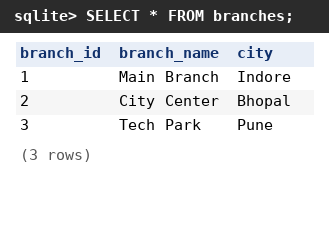 sqlite> SELECT * FROM branches;
branch_id branch_name city
1 Main Branch Indore
2 City Center Bhopal
3 Tech Park Pune
(3 rows)